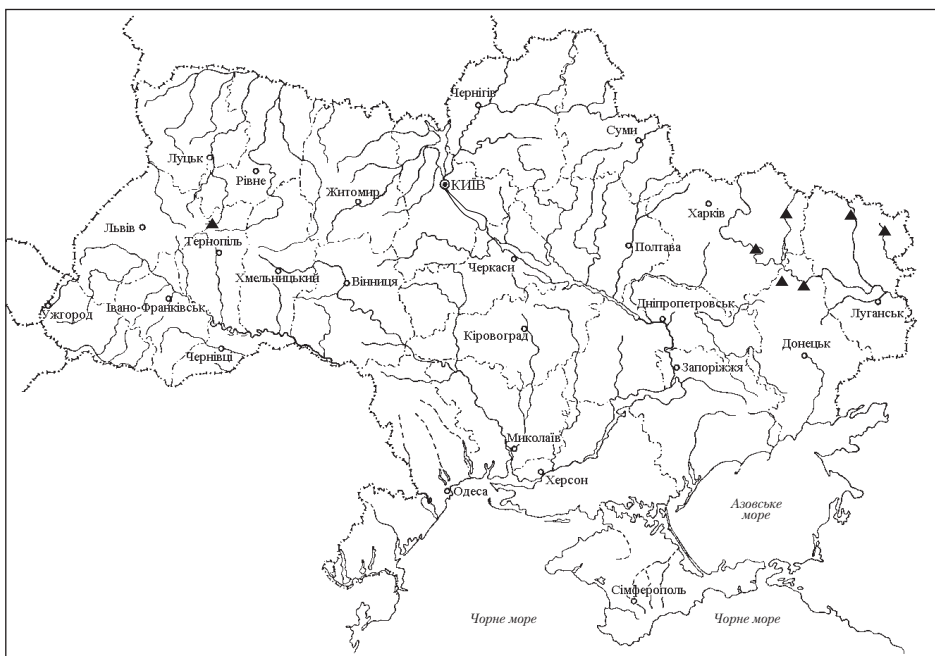 Чернігів
Суми
Луцьк
Рівне
КИЇВ
Житомир
Харків
Львів
Тернопіль
Полтава
Черкаси
Хмельницький
Вінниця
Івано-Франківськ
Ужгород
Дніпропетровськ
Луганськ
Кіровоград
Чернівці
Донецьк
Запоріжжя
Миколаїв
Херсон
Одеса
Азовське
море
Сімферополь
Чорне море
Чорне море